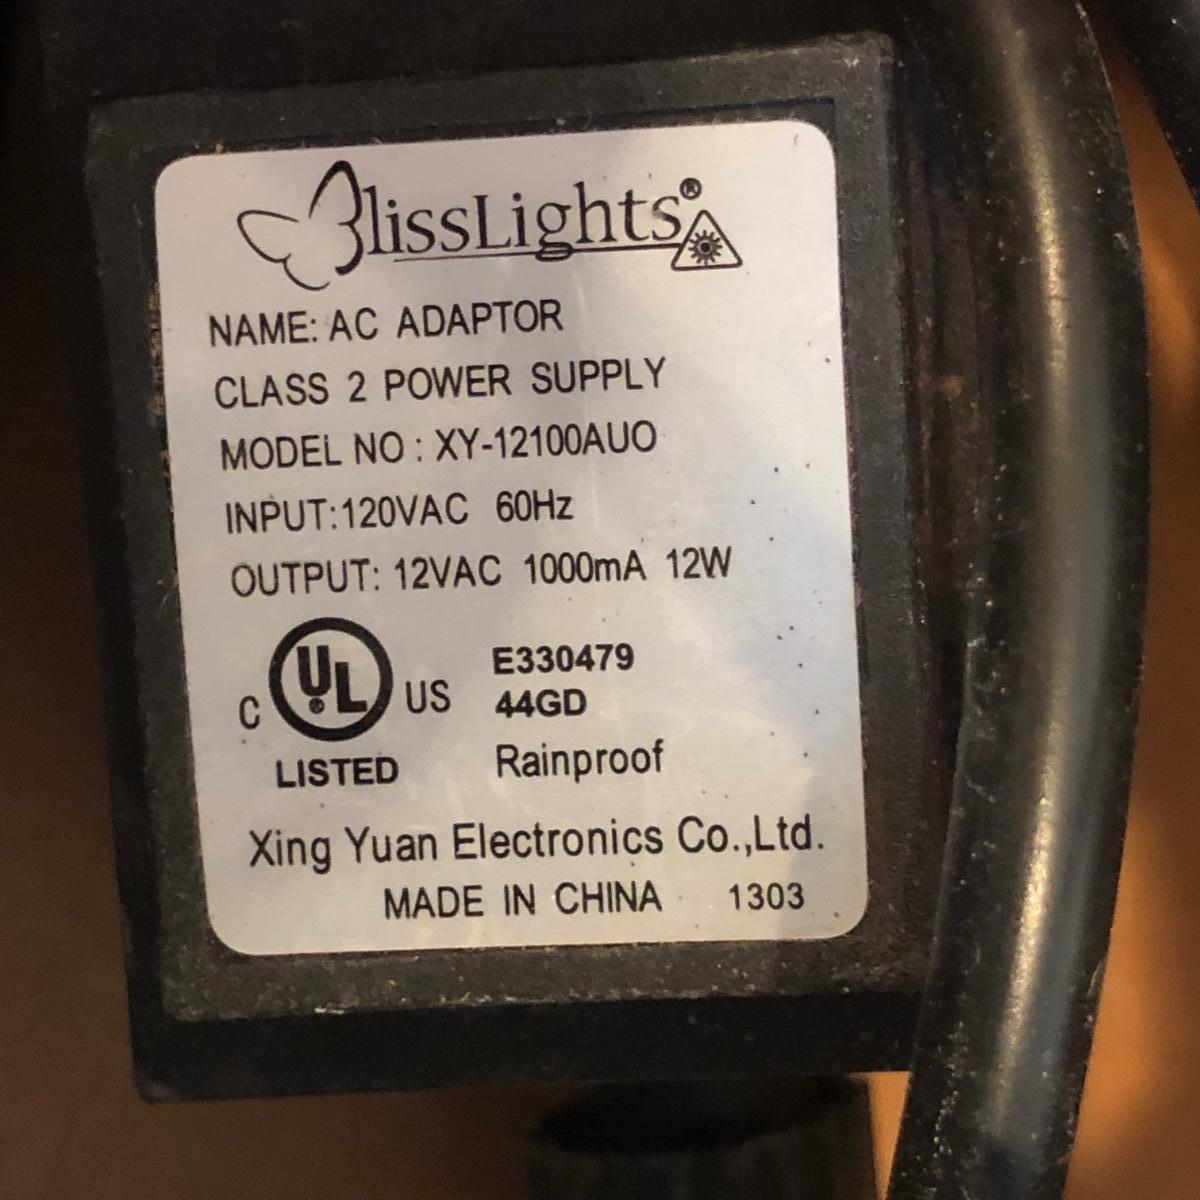 BlissLights®
NAME: AC ADAPTOR
CLASS 2 POWER SUPPLY
MODEL NO : XY-12100AUO
INPUT:120VAC 60Hz
OUTPUT: 12VAC 1000mA 12W
C UL® US
LISTED
E330479
44GD
Rainproof
Xing Yuan Electronics Co.,Ltd.
MADE IN CHINA 1303